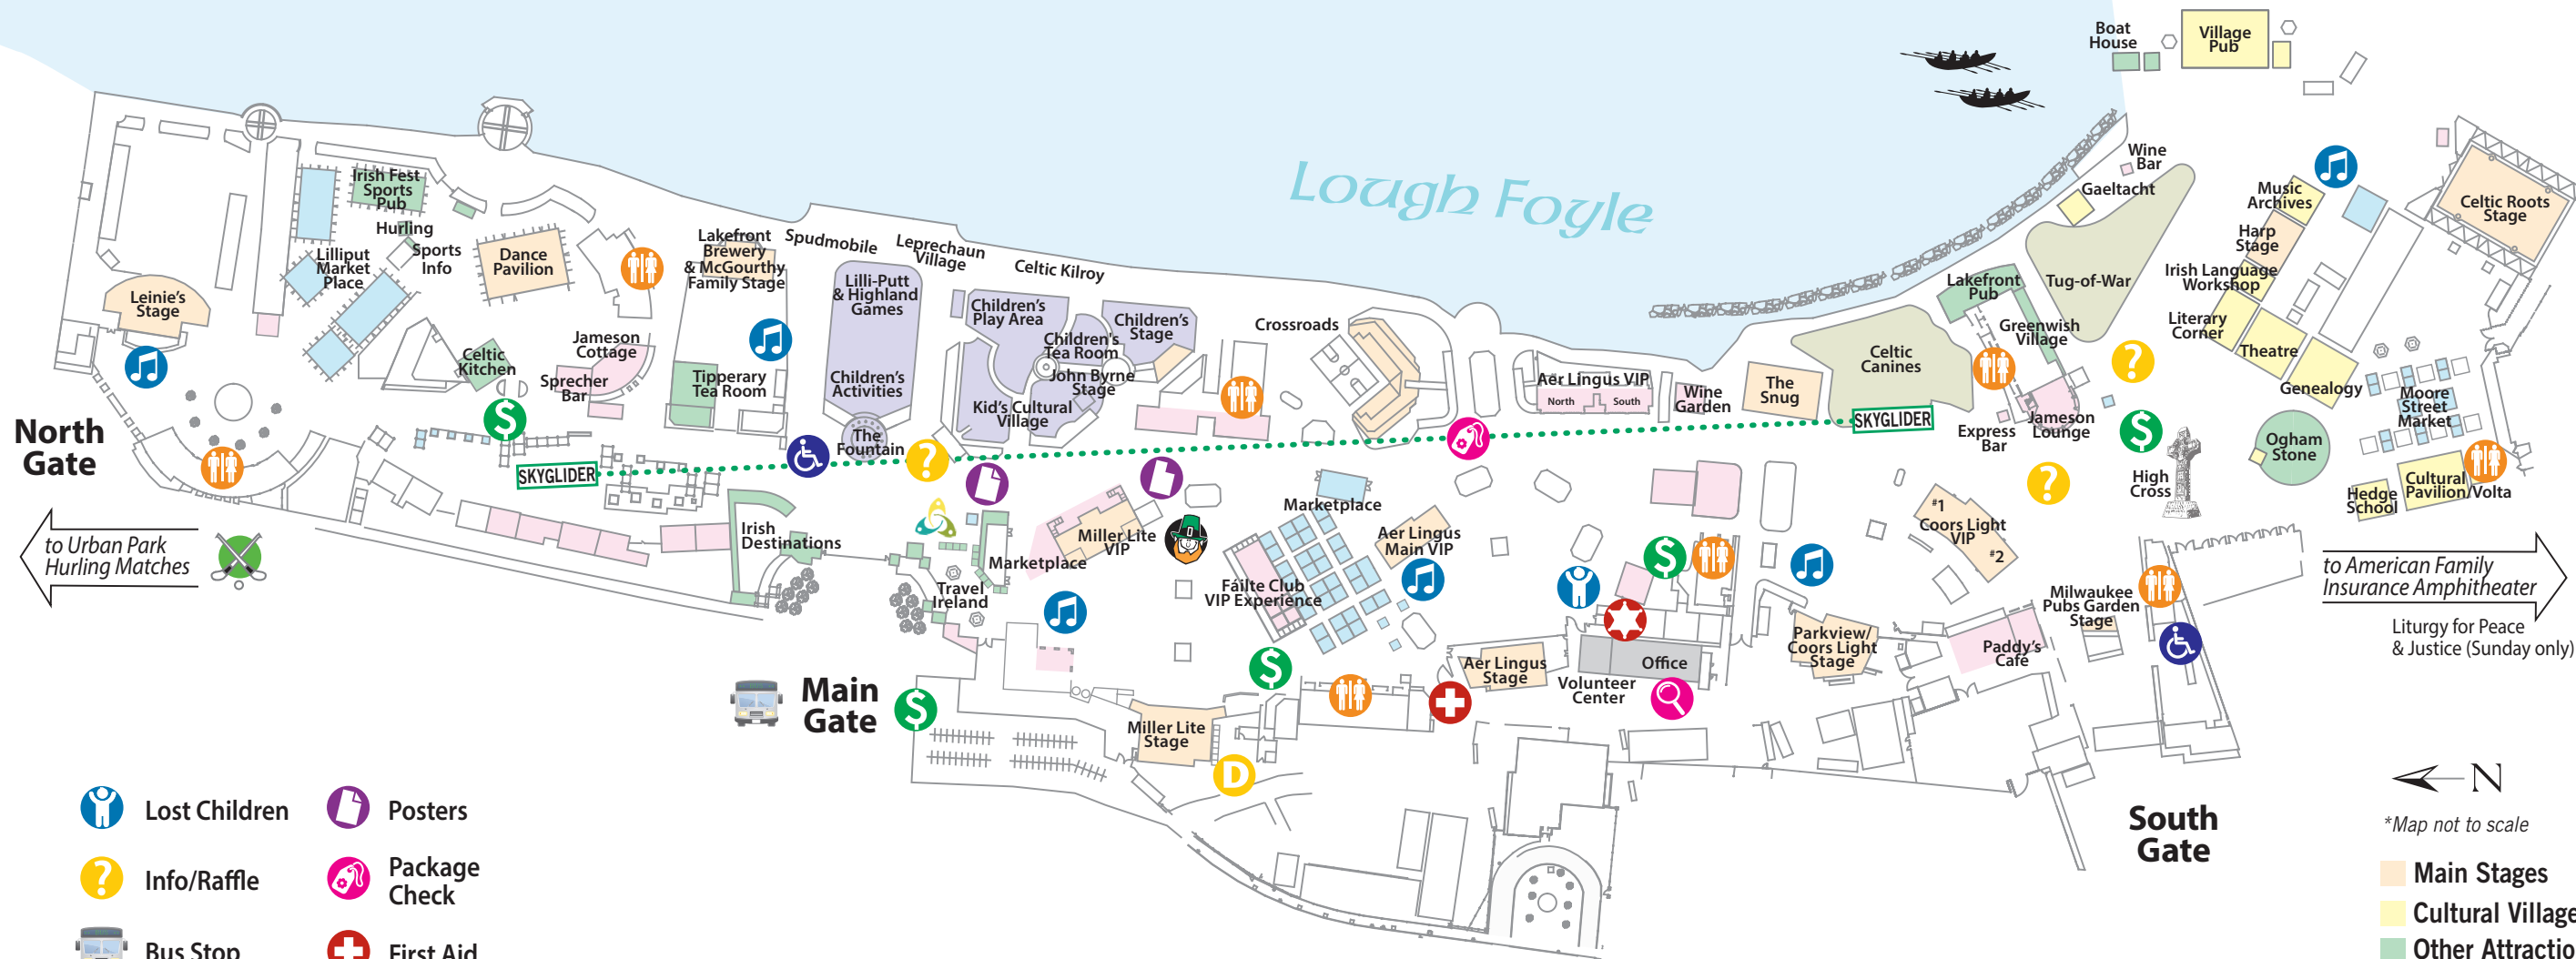 Boat
House
Village
Pub
Lough Foyle
Wine
Bar
Gaeltacht
Music
Archives
Celtic Roots
Stage
Harp
Stage
Irish Language
Workshop
Literary
Corner
Theatre
Genealogy
Tug-of-War
Lakefront
Pub
Greenwish
Village
Moore
Street
Market
Irish Fest
Sports
Pub
Hurling
Sports
Info
Lilliput
Market
Place
Dance
Pavilion
Lakefront
Brewery
& McGourthy
Family Stage
Spudmobile
Leprechaun
Village
Celtic Kilroy
Lilli-Putt
& Highland
Games
Children's
Play Area
Children's
Stage
Children's
Tea Room
John Byrne
Stage
Crossroads
Leinie's
Stage
Celtic
Kitchen
Jameson
Cottage
Sprecher
Bar
Tipperary
Tea Room
Children's
Activities
Kid's Cultural
Village
The
Fountain
Aer Lingus VIP
North
South
Wine
Garden
The
Snug
Celtic
Canines
SKYGLIDER
Express
Bar
Jameson
Lounge
High
Cross
Ogham
Stone
Hedge
School
Cultural
Pavilion/Volta
North
Gate
SKYGLIDER
to Urban Park
Hurling Matches
Irish
Destinations
Travel
Ireland
Marketplace
Miller Lite
VIP
Marketplace
Fáilte Club
VIP Experience
Aer Lingus
Main VIP
#1
Coors Light
VIP
#2
Milwaukee
Pubs Garden
Stage
to American Family
Insurance Amphitheater
Liturgy for Peace
& Justice (Sunday only)
Main
Gate
Miller Lite
Stage
Aer Lingus
Stage
Office
Volunteer
Center
Parkview/
Coors Light
Stage
Paddy's
Cafe
South
Gate
D
N
*Map not to scale
Lost Children
Posters
Info/Raffle
Package
Check
Bus Stop
First Aid
Main Stages
Cultural Village
Other Attractio